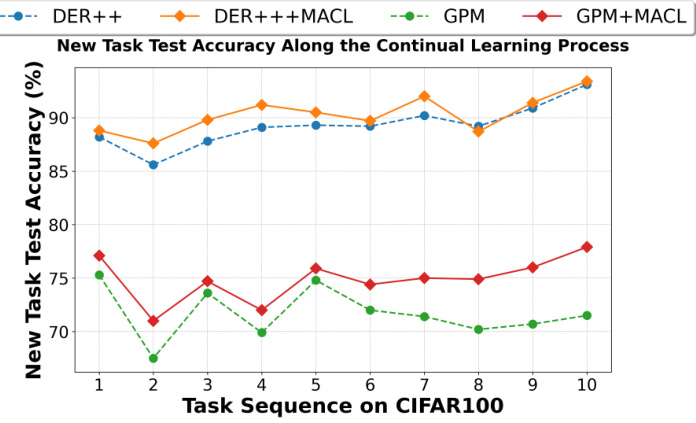 DER++ DER+++MACL GPM GPM+MACL
New Task Test Accuracy Along the Continual Learning Process
New Task Test Accuracy (%)
90
85
80
75
70
1 2 3 4 5 6 7 8 9 10
Task Sequence on CIFAR100